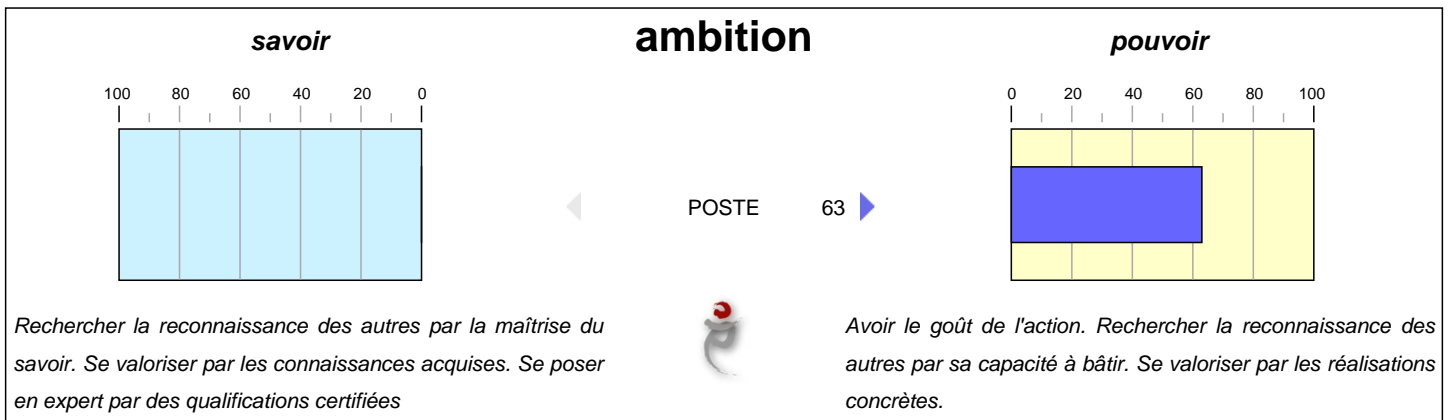 savoir
ambition
pouvoir
100 80 60 40 20 0
0 20 40 60 80 100
POSTE 63
Rechercher la reconnaissance des autres par la maîtrise du
savoir. Se valoriser par les connaissances acquises. Se poser
en expert par des qualifications certifiées
Avoir le goût de l'action. Rechercher la reconnaissance des
autres par sa capacité à bâtir. Se valoriser par les réalisations
concrètes.